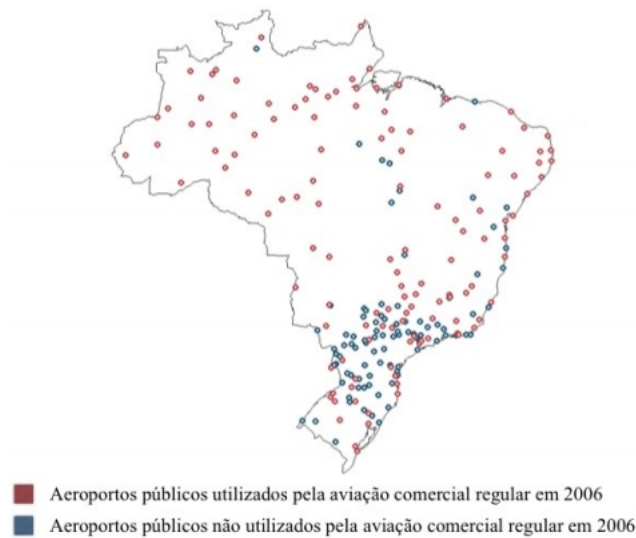 Aeroportos públicos utilizados pela aviação comercial regular em 2006
Aeroportos públicos não utilizados pela aviação comercial regular em 2006